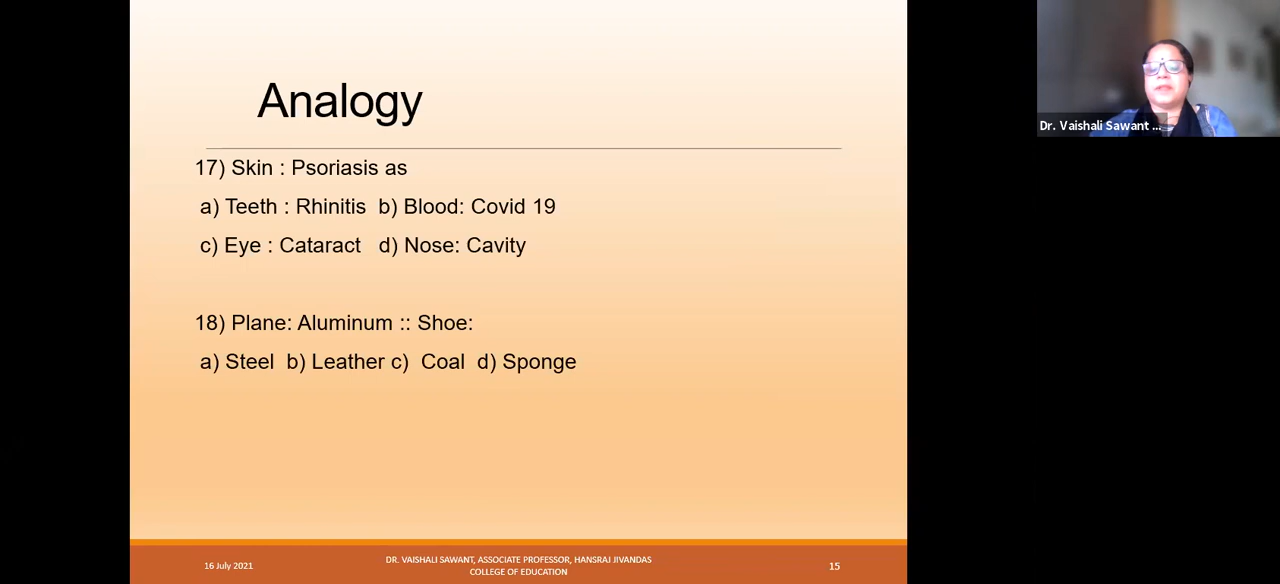 Analogy
17) Skin : Psoriasis as
a) Teeth : Rhinitis b) Blood: Covid 19
c) Eye : Cataract d) Nose: Cavity
18) Plane: Aluminum :: Shoe:
a) Steel b) Leather c) Coal d) Sponge
16 July 2021
DR. VAISHALI SAWANT, ASSOCIATE PROFESSOR, HANSRAJ JIVANDAS
COLLEGE OF EDUCATION
15
Dr. Vaishali Sawant ...